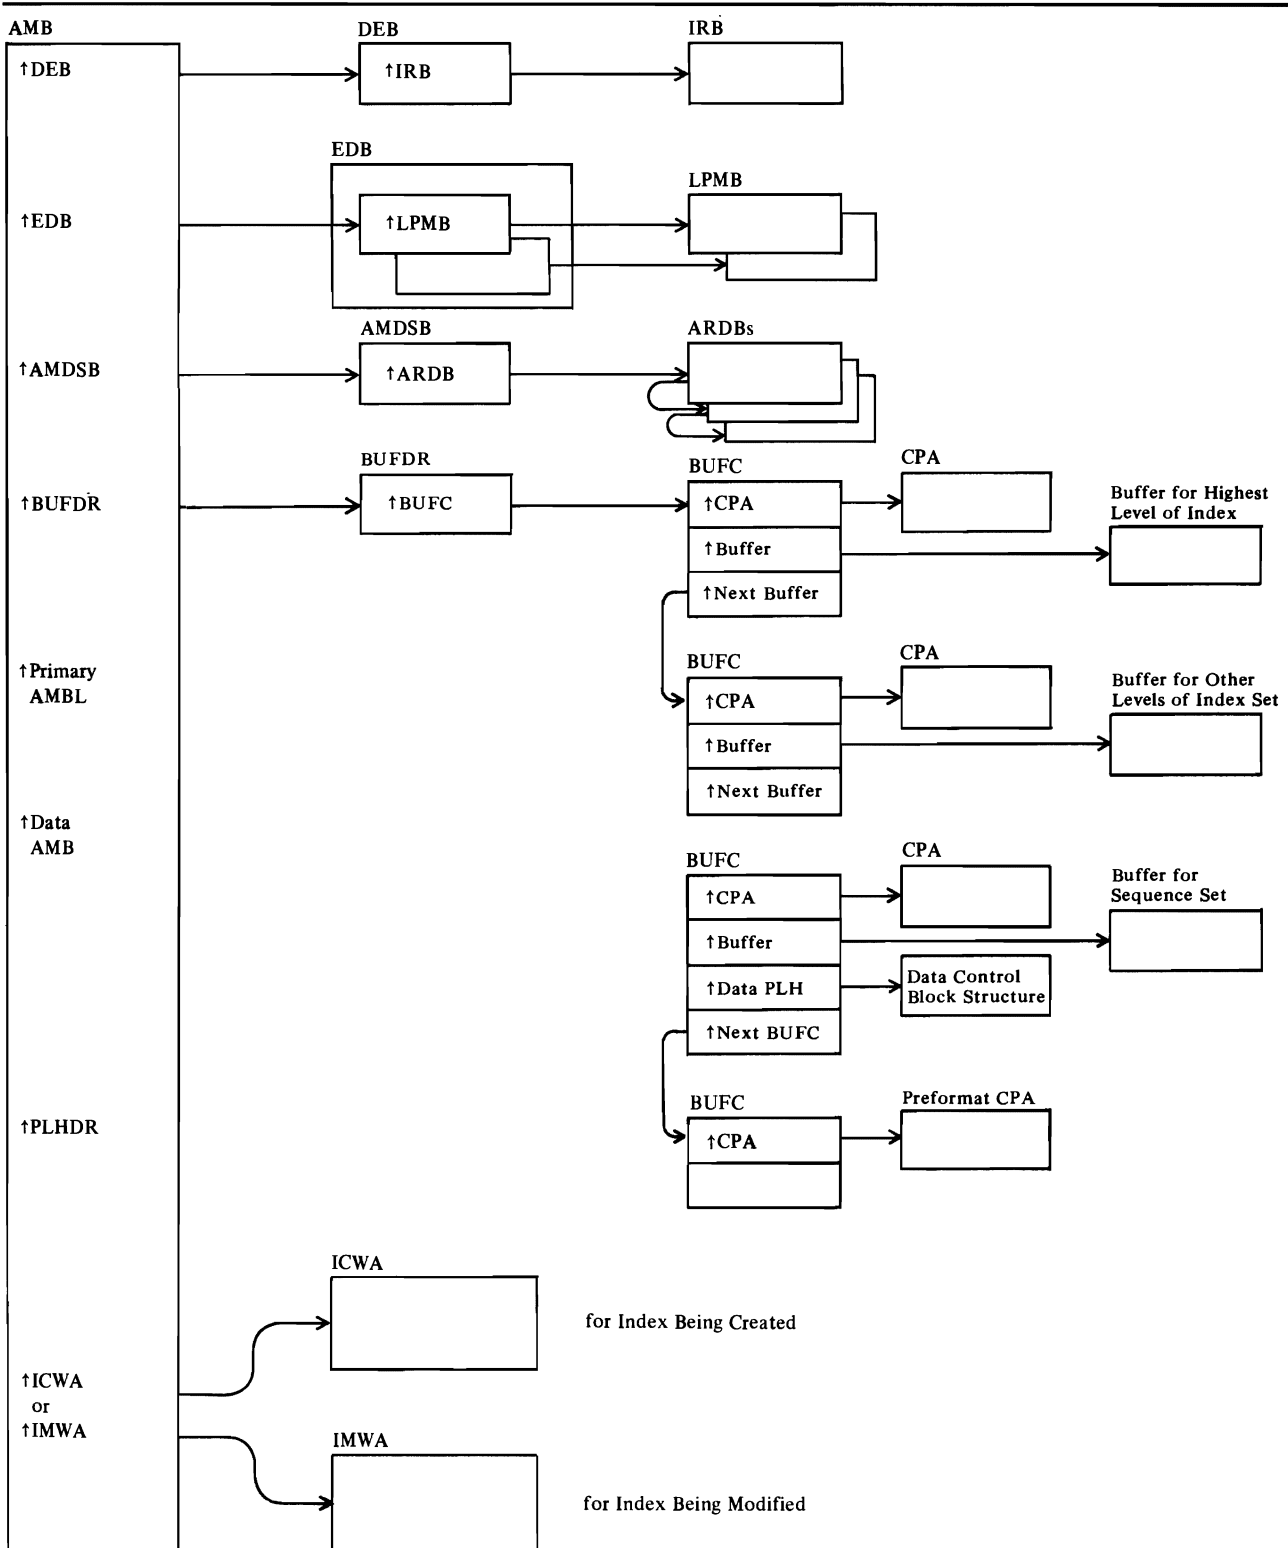 AMB
DEB
IRB
↑DEB
↑IRB
EDB
LPMB
↑EDB
↑LPMB
AMDSB
ARDBs
↑AMDSB
↑ARDB
BUFDR
BUFC
CPA
↑BUFDR
↑BUFC
↑CPA
Buffer for Highest
Level of Index
↑Buffer
↑Next Buffer
↑Primary
AMBL
BUFC
CPA
↑CPA
Buffer for Other
Levels of Index Set
↑Buffer
↑Next Buffer
↑Data
AMB
BUFC
CPA
↑CPA
Buffer for
Sequence Set
↑Buffer
↑Data PLH
Data Control
Block Structure
↑Next BUFC
↑PLHDR
BUFC
Preformat CPA
↑CPA
ICWA
for Index Being Created
↑ICWA
or
↑IMWA
IMWA
for Index Being Modified